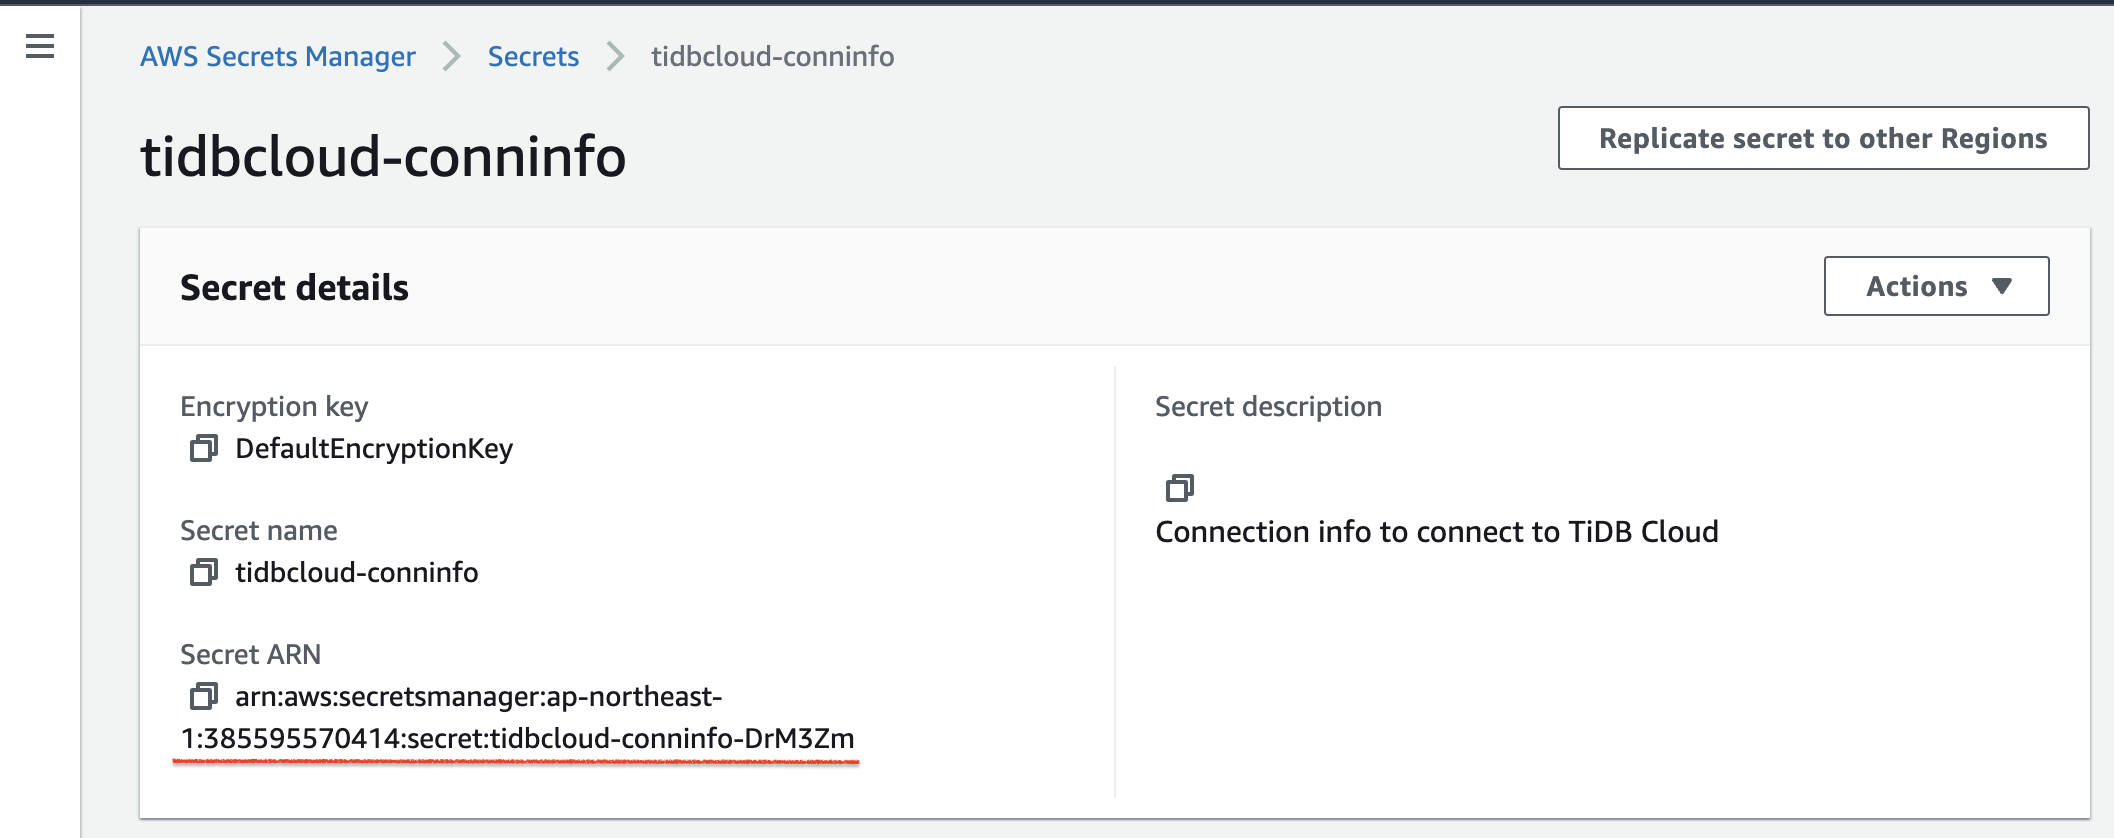 AWS Secrets Manager > Secrets > tidbcloud-conninfo
tidbcloud-conninfo
Replicate secret to other Regions
Secret details
Actions
Encryption key
DefaultEncryptionKey
Secret name
tidbcloud-conninfo
Secret ARN
arn:aws:secretsmanager:ap-northeast-
1:385595570414:secret:tidbcloud-conninfo-DrM3Zm
Secret description
Connection info to connect to TiDB Cloud